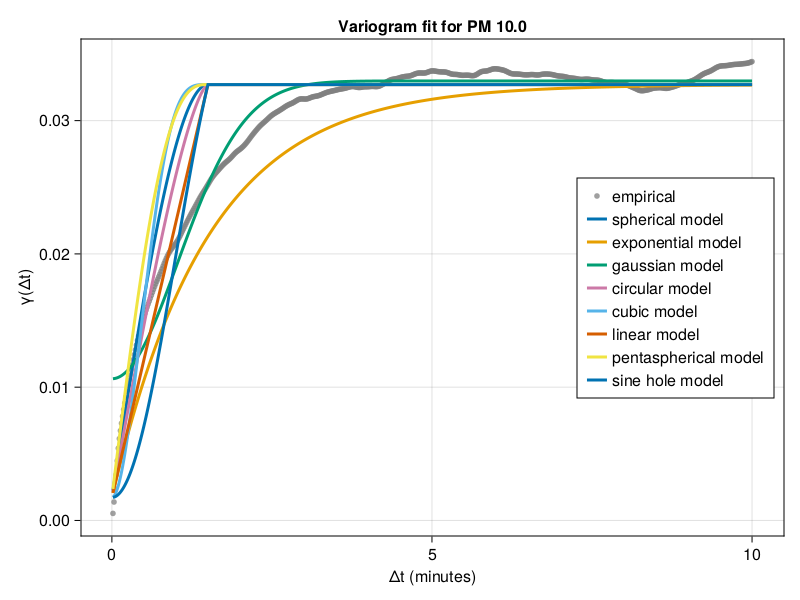 Variogram fit for PM 10.0
γ(Δt)
0.03
0.02
0.01
0.00
empirical
spherical model
exponential model
gaussian model
circular model
cubic model
linear model
pentaspherical model
sine hole model
0 5 10
Δt (minutes)